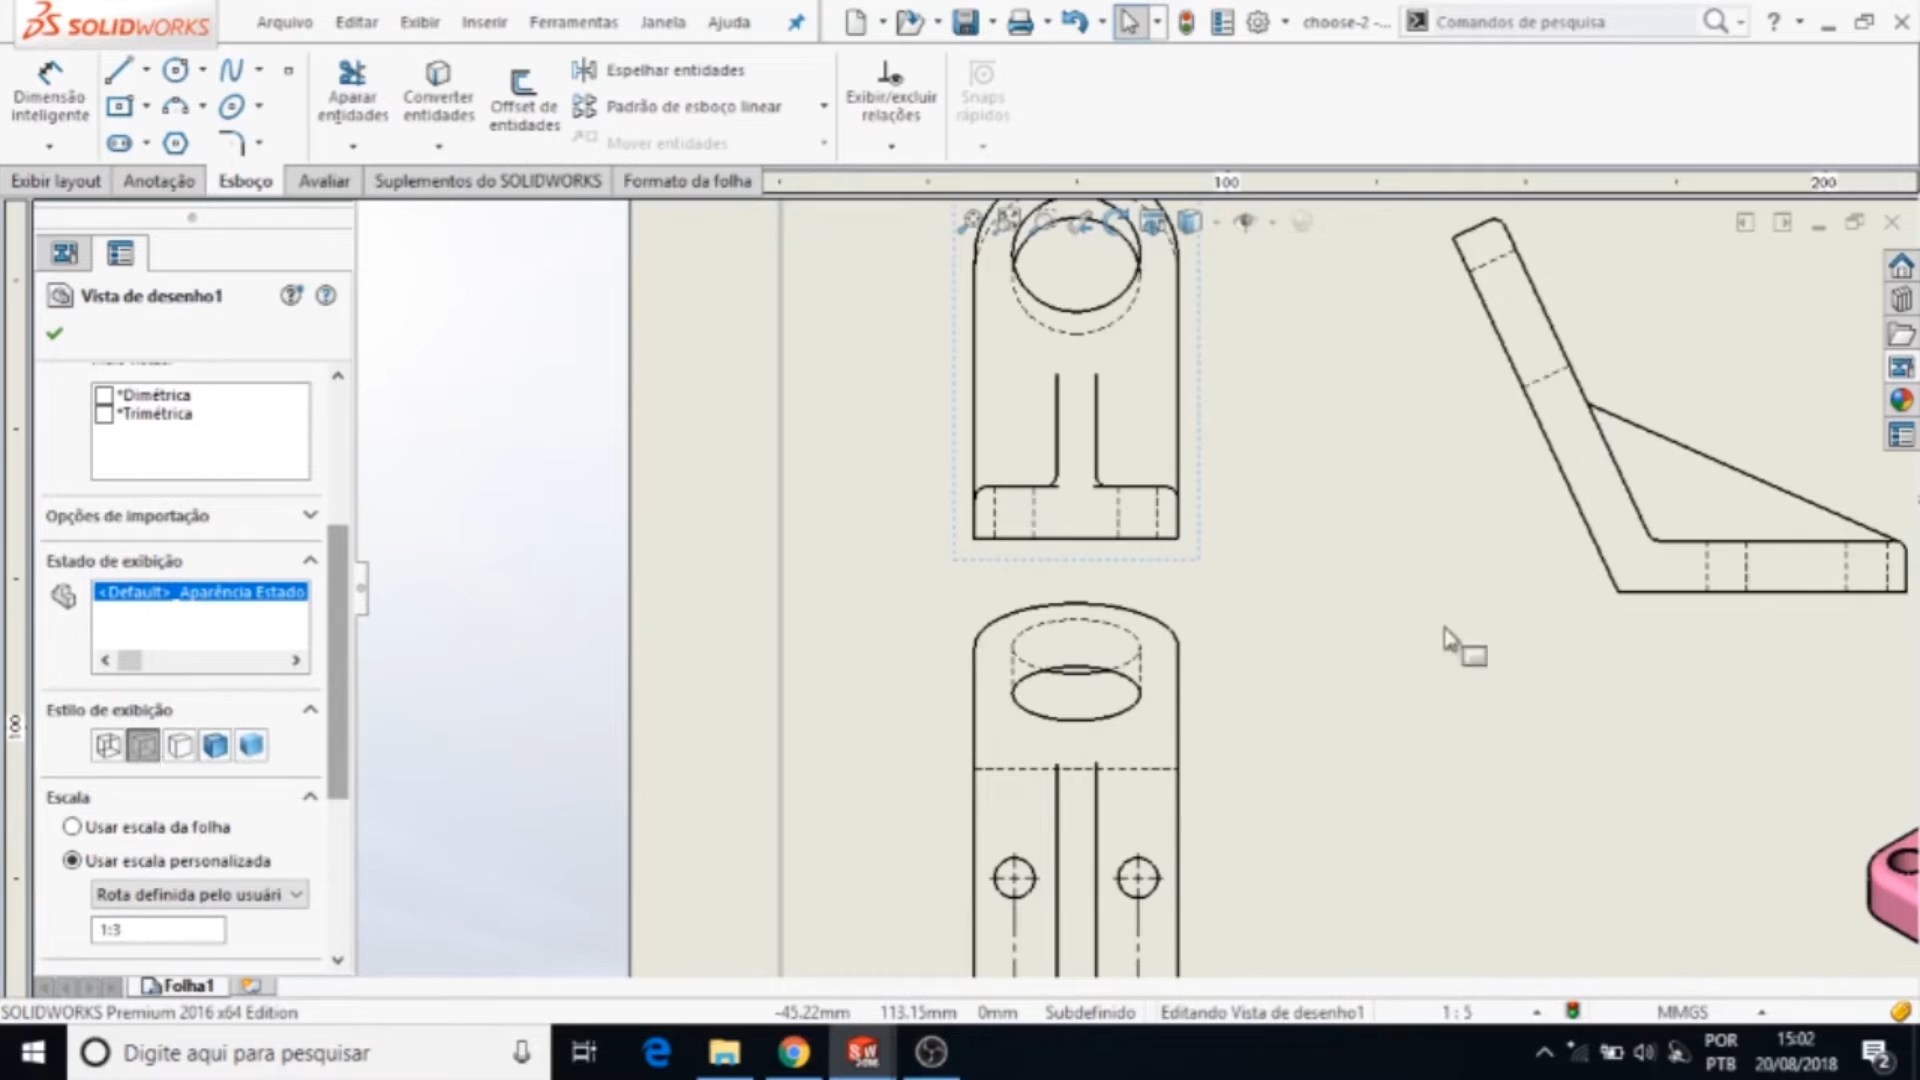 SOLIDWORKS
Arquivo Editar Exibir Inserir Ferramentas Janela Ajuda
choose-2 -...
Comandos de pesquisa
?
Dimensão
inteligente
Aparar
entidades
Converter
entidades
Offset de
entidades
Espelhar entidades
Padrão de esboço linear
Mover entidades
Exibir/excluir
relações
Snaps
rápidos
Exibir layout Anotação Esboço Avaliar Suplementos do SOLIDWORKS Formato da folha
100
200
Vista de desenho1
*Dimétrica
*Trimétrica
Opções de Importação
Estado de exibição
<Default>_Aparência Estado
Estilo de exibição
100
Escala
Usar escala da folha
Usar escala personalizada
Rota definida pelo usuári
1:3
Folha1
SOLIDWORKS Premium 2016 x64 Edition
-45.22mm 113.15mm 0mm Subdefinido Editando Vista de desenho1 1 : 5 MMGS
Digite aqui para pesquisar
SW
2016
POR
PTB
15:02
20/08/2018
2